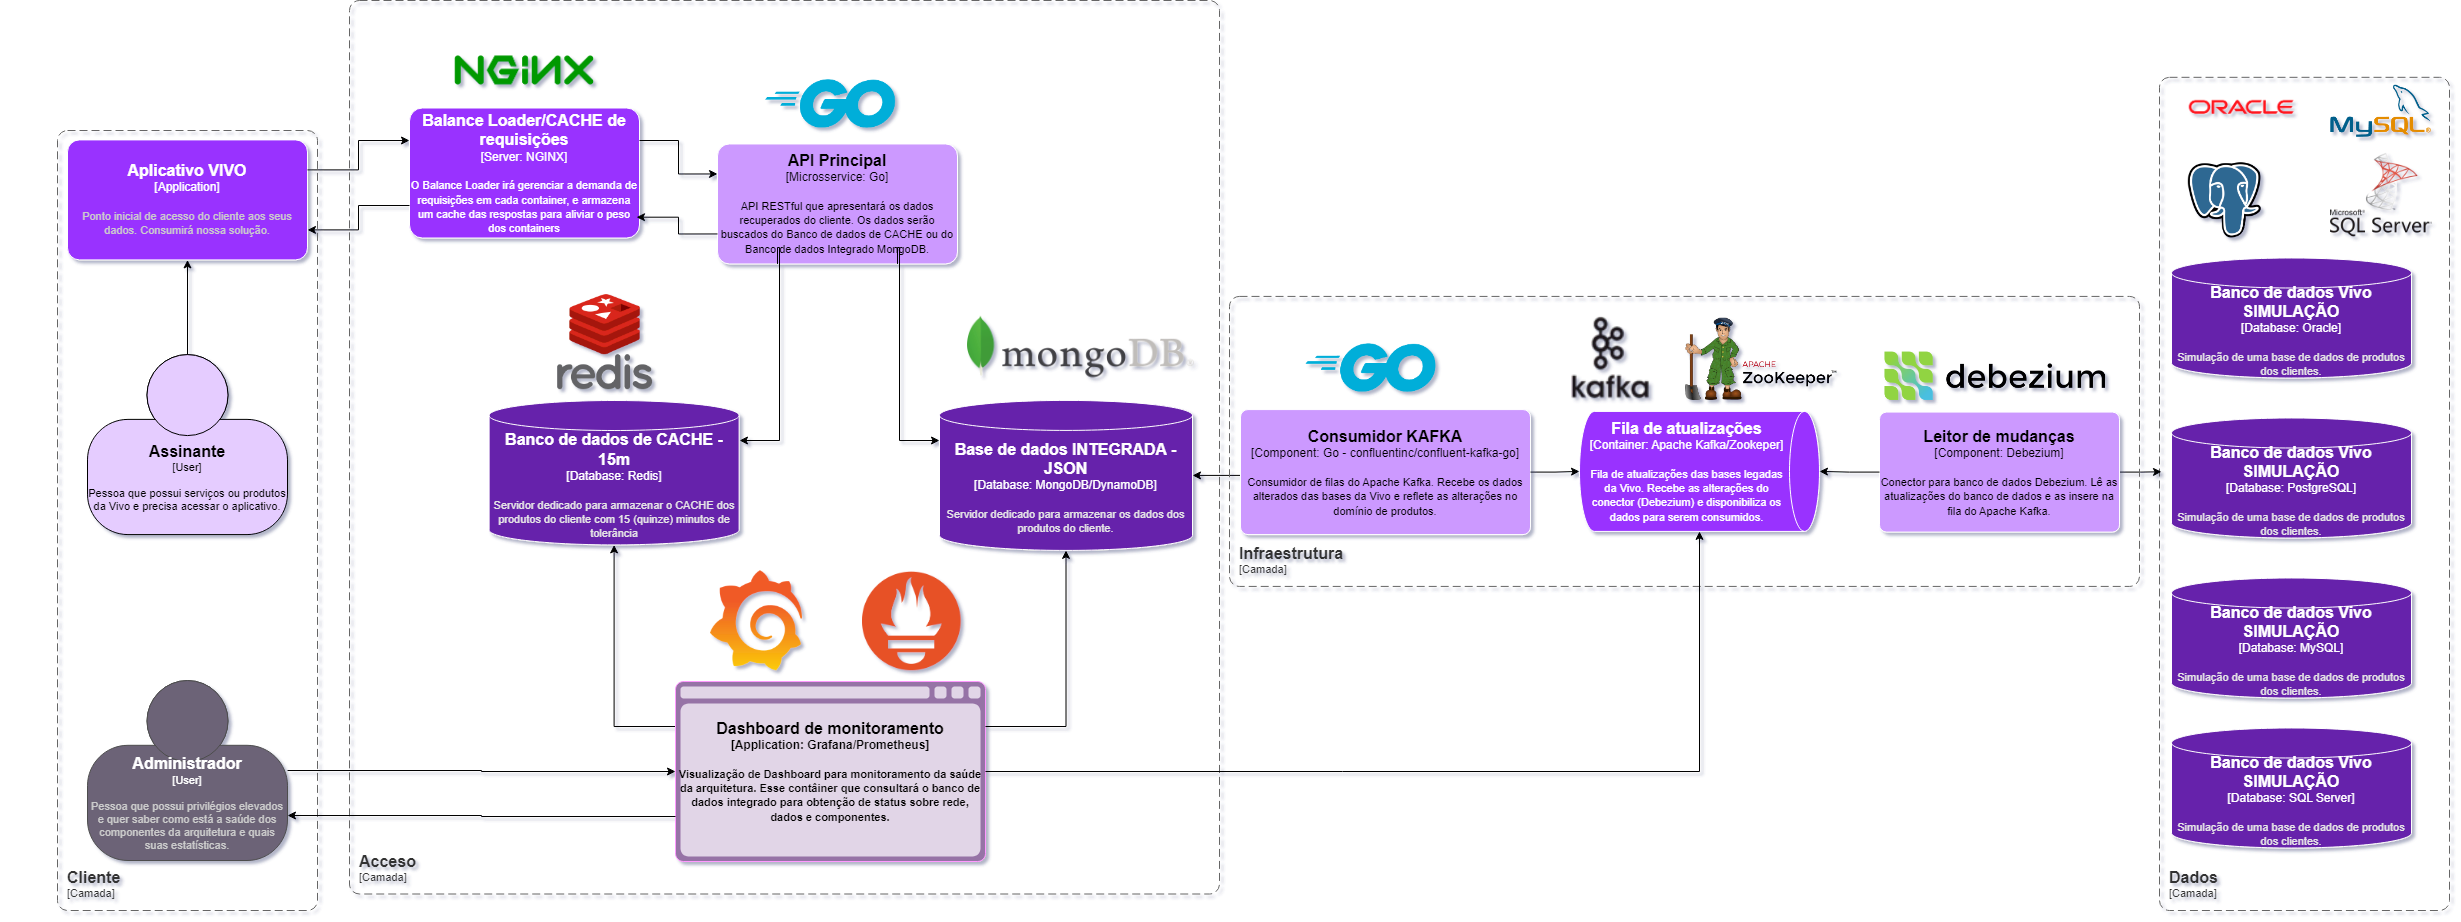 Aplicativo VIVO
[Application]
Ponto inicial de acesso do cliente aos seus
dados. Consumirá nossa solução.
Assinante
[User]
Pessoa que possui serviços ou produtos
da Vivo e precisa acessar o aplicativo.
Administrador
[User]
Pessoa que possui privilégios elevados
e quer saber como está a saúde dos
componentes da arquitetura e quais
suas estatísticas.
Cliente
[Camada]
NGINX
Balance Loader/CACHE de
requisições
[Server: NGINX]
O Balance Loader irá gerenciar a demanda de
requisições em cada container, e armazena
um cache das respostas para aliviar o peso
dos containers
GO
API Principal
[Microsservice: Go]
API RESTful que apresentará os dados
recuperados do cliente. Os dados serão
buscados do Banco de dados de CACHE ou do
Banco de dados Integrado MongoDB.
redis
Banco de dados de CACHE -
15m
[Database: Redis]
Servidor dedicado para armazenar o CACHE dos
produtos do cliente com 15 (quinze) minutos de
tolerância
mongoDB
Base de dados INTEGRADA -
JSON
[Database: MongoDB/DynamoDB]
Servidor dedicado para armazenar os dados dos
produtos do cliente.
Dashboard de monitoramento
[Application: Grafana/Prometheus]
Visualização de Dashboard para monitoramento da saúde
da arquitetura. Esse contâiner que consultará o banco de
dados integrado para obtenção de status sobre rede,
dados e componentes.
Acceso
[Camada]
GO
Consumidor KAFKA
[Component: Go - confluentinc/confluent-kafka-go]
Consumidor de filas do Apache Kafka. Recebe os dados
alterados das bases da Vivo e reflete as alterações no
domínio de produtos.
kafka
APACHE
ZooKeeper™
Fila de atualizações
[Container: Apache Kafka/Zookeper]
Fila de atualizações das bases legadas
da Vivo. Recebe as alterações do
conector (Debezium) e disponibiliza os
dados para serem consumidos.
debezium
Leitor de mudanças
[Component: Debezium]
Conector para banco de dados Debezium. Lê as
atualizações do banco de dados e as insere na
fila do Apache Kafka.
Infraestrutura
[Camada]
ORACLE
MySQL®
Microsoft®
SQL Server
Banco de dados Vivo
SIMULAÇÃO
[Database: Oracle]
Simulação de uma base de dados de produtos
dos clientes.
Banco de dados Vivo
SIMULAÇÃO
[Database: PostgreSQL]
Simulação de uma base de dados de produtos
dos clientes.
Banco de dados Vivo
SIMULAÇÃO
[Database: MySQL]
Simulação de uma base de dados de produtos
dos clientes.
Banco de dados Vivo
SIMULAÇÃO
[Database: SQL Server]
Simulação de uma base de dados de produtos
dos clientes.
Dados
[Camada]